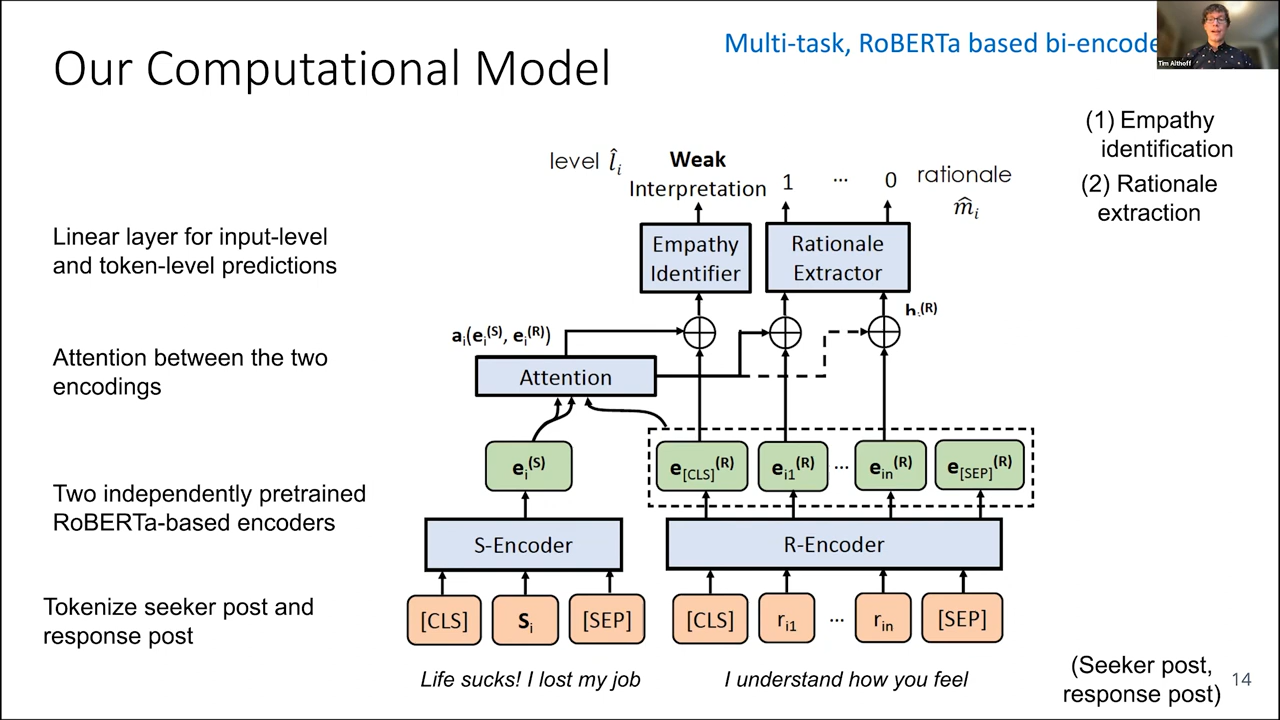 Our Computational Model
Multi-task, RoBERTa based bi-encode
Tim Althoff
(1) Empathy
identification
(2) Rationale
extraction
level l̂ᵢ
Weak
Interpretation
1 ... 0
rationale
m̂ᵢ
Linear layer for input-level
and token-level predictions
Empathy
Identifier
Rationale
Extractor
aᵢ(eᵢ⁽ˢ⁾, eᵢ⁽ᴿ⁾)
hᵢ⁽ᴿ⁾
Attention between the two
encodings
Attention
eᵢ⁽ˢ⁾
e[CLS]⁽ᴿ⁾ eᵢ₁⁽ᴿ⁾ ... eᵢₙ⁽ᴿ⁾ e[SEP]⁽ᴿ⁾
Two independently pretrained
RoBERTa-based encoders
S-Encoder
R-Encoder
Tokenize seeker post and
response post
[CLS] Sᵢ [SEP]
[CLS] rᵢ₁ ... rᵢₙ [SEP]
Life sucks! I lost my job
I understand how you feel
(Seeker post,
response post)
14